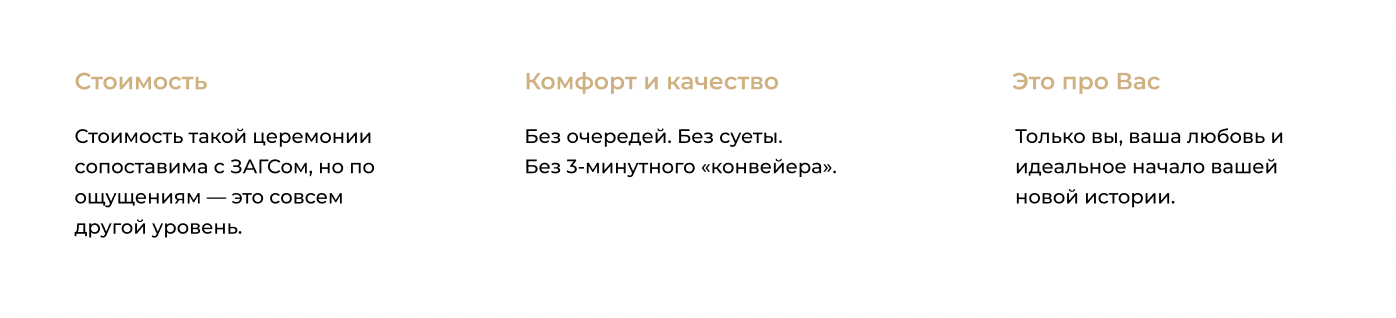 Стоимость
Стоимость такой церемонии
сопоставима с ЗАГСом, но по
ощущениям — это совсем
другой уровень.
Комфорт и качество
Без очередей. Без суеты.
Без 3-минутного «конвейера».
Это про Вас
Только вы, ваша любовь и
идеальное начало вашей
новой истории.